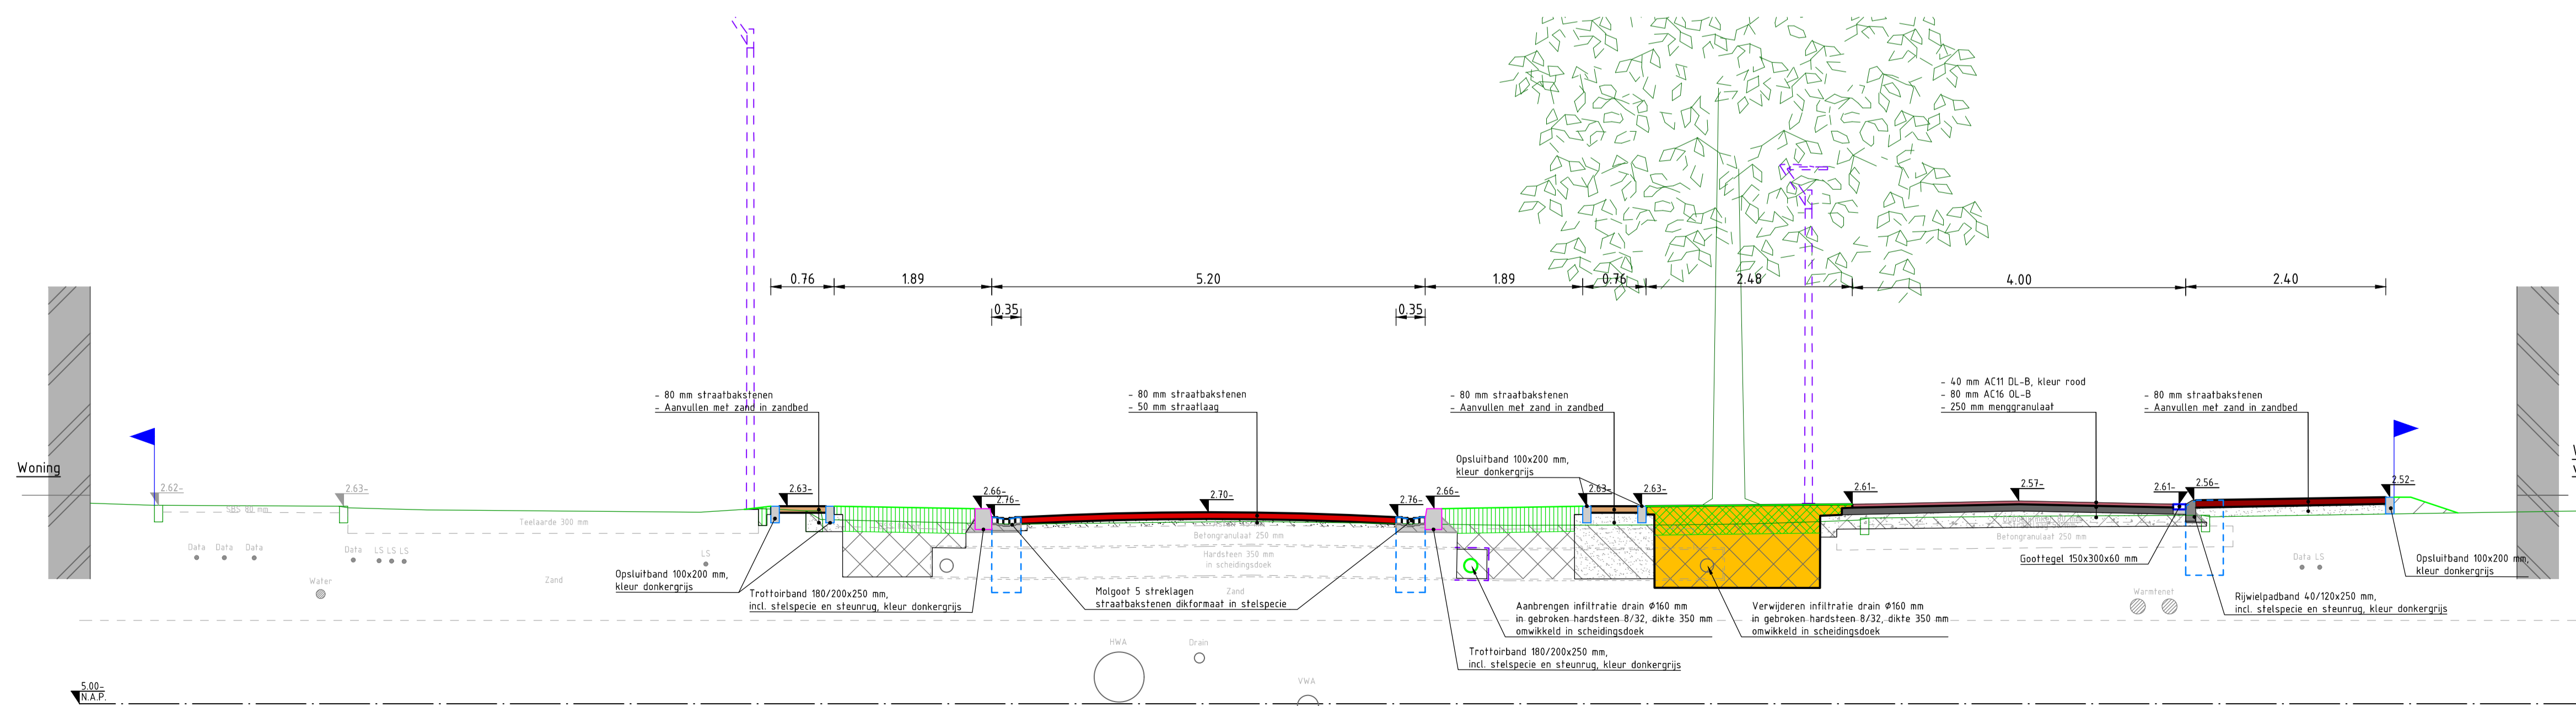 0.76
1.89
5.20
1.89
0.76
2.48
4.00
2.40
0.35
0.35
- 80 mm straatbakstenen
- Aanvullen met zand in zandbed
- 80 mm straatbakstenen
- 50 mm straatlaag
- 80 mm straatbakstenen
- Aanvullen met zand in zandbed
- 40 mm AC11 DL-B, kleur rood
- 80 mm AC16 OL-B
- 250 mm menggranulaat
- 80 mm straatbakstenen
- Aanvullen met zand in zandbed
Woning
Opsluitband 100x200 mm,
kleur donkergrijs
2.62-
2.63-
2.63-
2.66-
2.76-
2.70-
2.76-
2.66-
2.63-
2.63-
2.61-
2.57-
2.61-
2.56-
2.52-
SBS 80 mm
Teelaarde 300 mm
Betongranulaat 250 mm
Hardsteen 350 mm
in scheidingsdoek
Betongranulaat 250 mm
Data
Data
Data
Data
LS
LS
LS
LS
Water
Zand
Zand
Data
LS
Warmtenet
Opsluitband 100x200 mm,
kleur donkergrijs
Trottoirband 180/200x250 mm,
incl. stelspecie en steunrug, kleur donkergrijs
Molgoot 5 streklagen
straatbakstenen dikformaat in stelspecie
Aanbrengen infiltratie drain Ø160 mm
in gebroken hardsteen 8/32, dikte 350 mm
omwikkeld in scheidingsdoek
Verwijderen infiltratie drain Ø160 mm
in gebroken hardsteen 8/32, dikte 350 mm
omwikkeld in scheidingsdoek
Goottegel 150x300x60 mm
Opsluitband 100x200 mm,
kleur donkergrijs
Rijwielpadband 40/120x250 mm,
incl. stelspecie en steunrug, kleur donkergrijs
Trottoirband 180/200x250 mm,
incl. stelspecie en steunrug, kleur donkergrijs
HWA
Drain
VWA
5.00-
N.A.P.